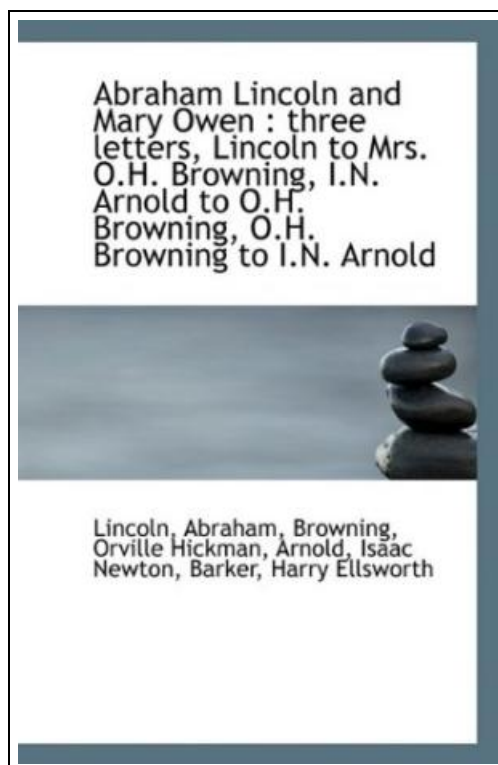 Abraham Lincoln and
Mary Owen : three
letters, Lincoln to Mrs.
O.H. Browning, I.N.
Arnold to O.H.
Browning, O.H.
Browning to I.N. Arnold
Lincoln, Abraham, Browning,
Orville Hickman, Arnold, Isaac
Newton, Barker, Harry Ellsworth